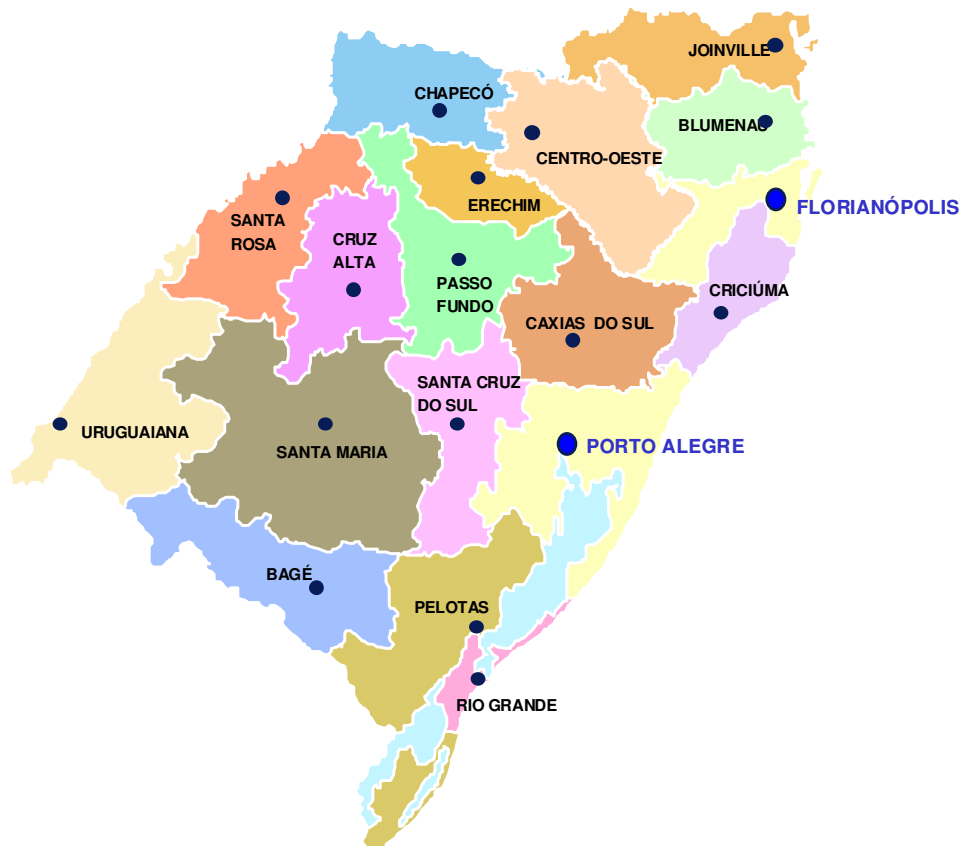 JOINVILLE
CHAPECÓ
BLUMENAS
CENTRO-OESTE
ERECHIM
FLORIANÓPOLIS
SANTA
ROSA
CRUZ
ALTA
PASSO
FUNDO
CRICIÚMA
CAXIAS DO SUL
SANTA CRUZ
DO SUL
URUGUAIANA
SANTA MARIA
PORTO ALEGRE
BAGÉ
PELOTAS
RIO GRANDE